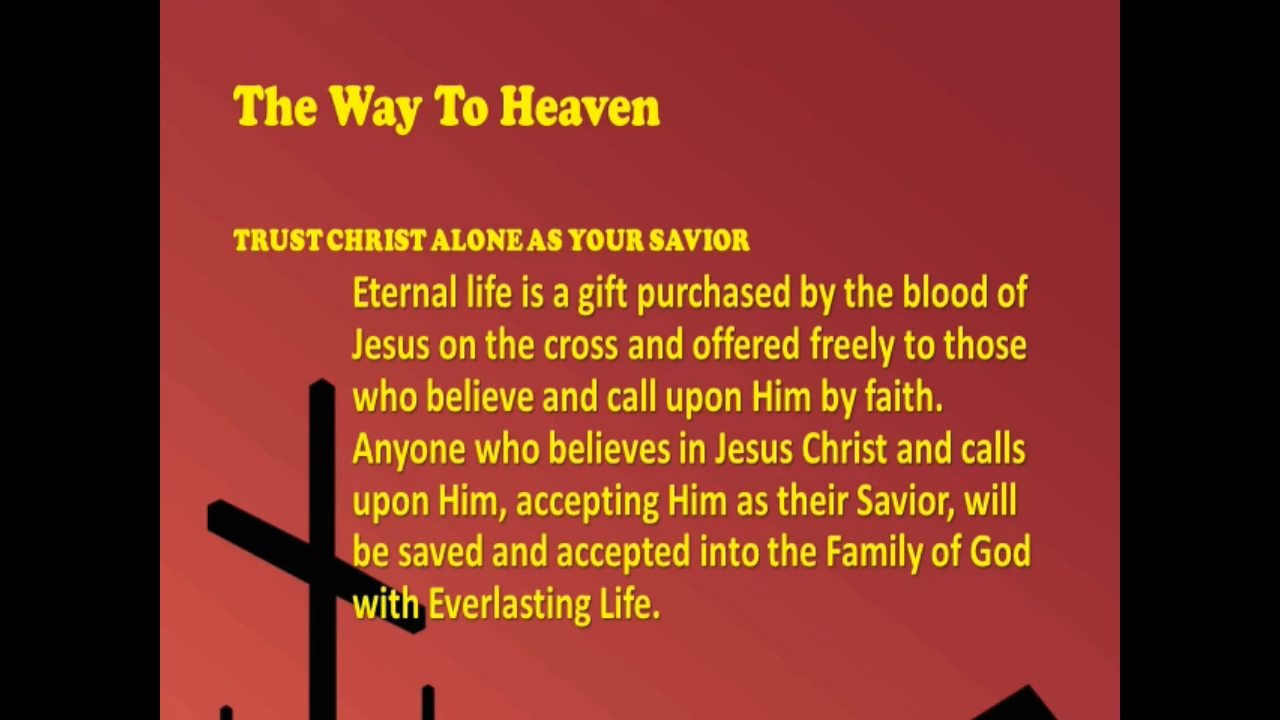 The Way To Heaven
TRUST CHRIST ALONE AS YOUR SAVIOR
Eternal life is a gift purchased by the blood of
Jesus on the cross and offered freely to those
who believe and call upon Him by faith.
Anyone who believes in Jesus Christ and calls
upon Him, accepting Him as their Savior, will
be saved and accepted into the Family of God
with Everlasting Life.